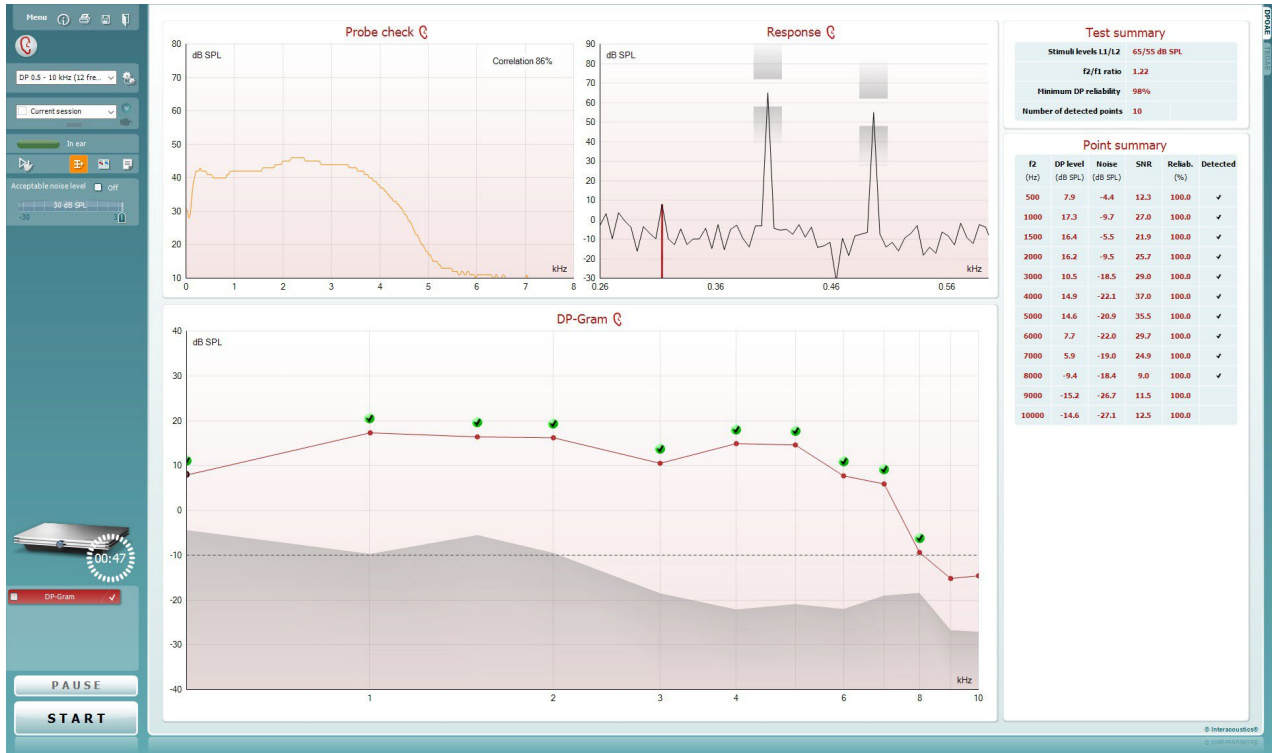 Menu
DP 0.5 - 10 kHz (12 fre...
Current session
In ear
Acceptable noise level Off
30 dB SPL
-30
00:47
DP-Gram
PAUSE
START
Probe check
dB SPL
Correlation 86%
80
70
60
50
40
30
20
10
0 1 2 3 4 5 6 7 8
kHz
Response
dB SPL
90
80
70
60
50
40
30
20
10
0
-10
-20
-30
0.26 0.36 0.46 0.56
kHz
DP-Gram
dB SPL
40
30
20
10
0
-10
-20
-30
-40
1 2 3 4 6 8 10
kHz
Test summary
Stimuli levels L1/L2 65/55 dB SPL
f2/f1 ratio 1.22
Minimum DP reliability 98%
Number of detected points 10
Point summary
f2 DP level Noise SNR Reliab. Detected
(Hz) (dB SPL) (dB SPL) (%)
500 7.9 -4.4 12.3 100.0
1000 17.3 -9.7 27.0 100.0
1500 16.4 -5.5 21.9 100.0
2000 16.2 -9.5 25.7 100.0
3000 10.5 -18.5 29.0 100.0
4000 14.9 -22.1 37.0 100.0
5000 14.6 -20.9 35.5 100.0
6000 7.7 -22.0 29.7 100.0
7000 5.9 -19.0 24.9 100.0
8000 -9.4 -18.4 9.0 100.0
9000 -15.2 -26.7 11.5 100.0
10000 -14.6 -27.1 12.5 100.0
DPOAE
TEOAE
© Interacoustics®